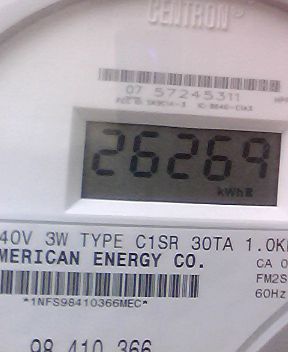 CENTRON®
07 57245311
26269
kWh
40V 3W TYPE C1SR 30TA 1.0K
MERICAN ENERGY CO.
CA 0
FM2S
60Hz
*1NFS98410366MEC*
98 410 366